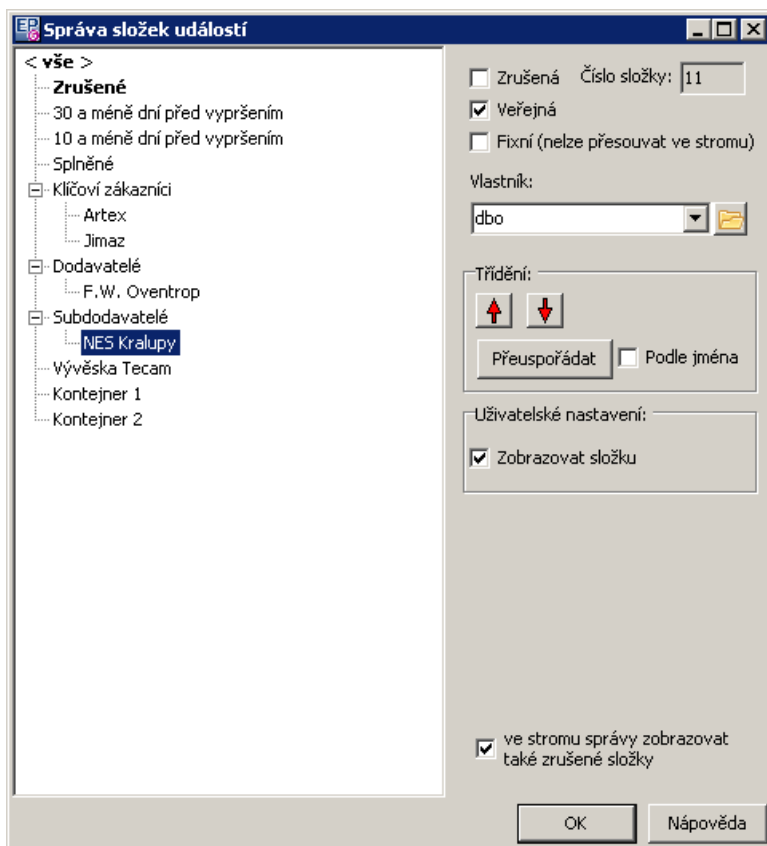 Správa složek událostí
< vše >
Zrušené
30 a méně dní před vypršením
10 a méně dní před vypršením
Splněné
Klíčoví zákazníci
Artex
Jimaz
Dodavatelé
F.W. Oventrop
Subdodavatelé
NES Kralupy
Vývěska Tecam
Kontejner 1
Kontejner 2
Zrušená Číslo složky: 11
Veřejná
Fixní (nelze přesouvat ve stromu)
Vlastník:
dbo
Třídění:
Přeuspořádat Podle jména
Uživatelské nastavení:
Zobrazovat složku
ve stromu správy zobrazovat
také zrušené složky
OK Nápověda